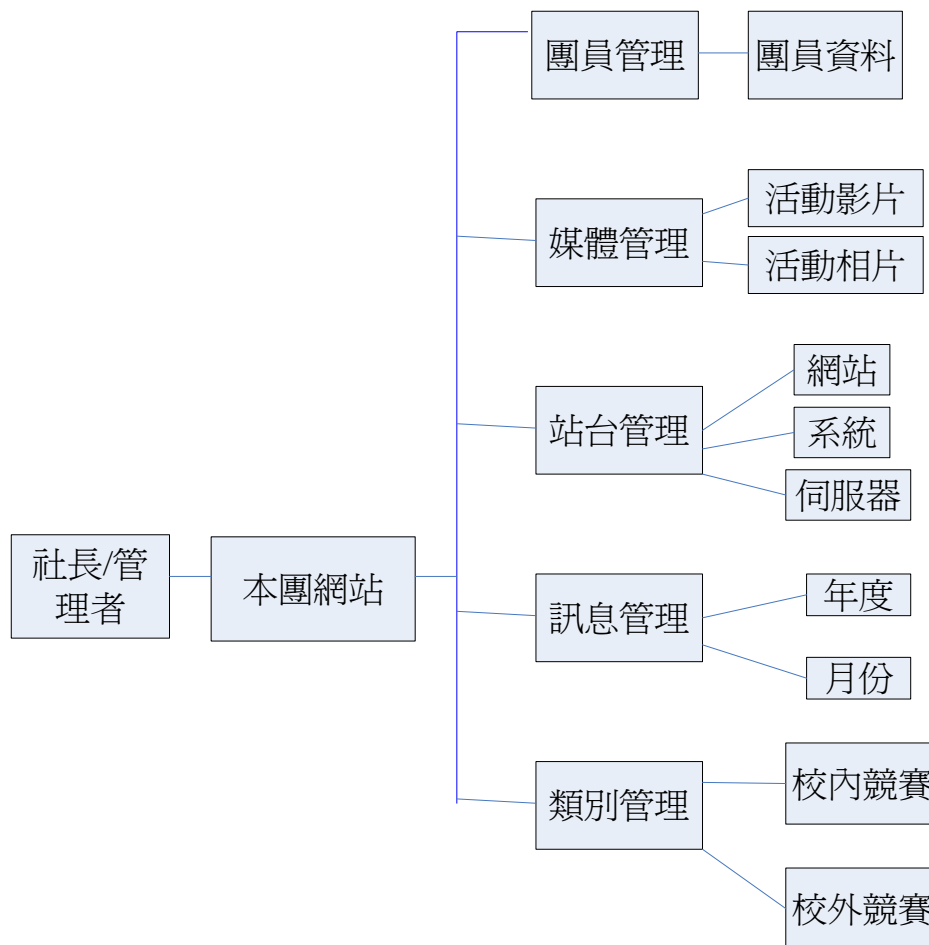 團員管理
團員資料
媒體管理
活動影片
活動相片
站台管理
網站
系統
伺服器
社長/管
理者
本團網站
訊息管理
年度
月份
類別管理
校內競賽
校外競賽